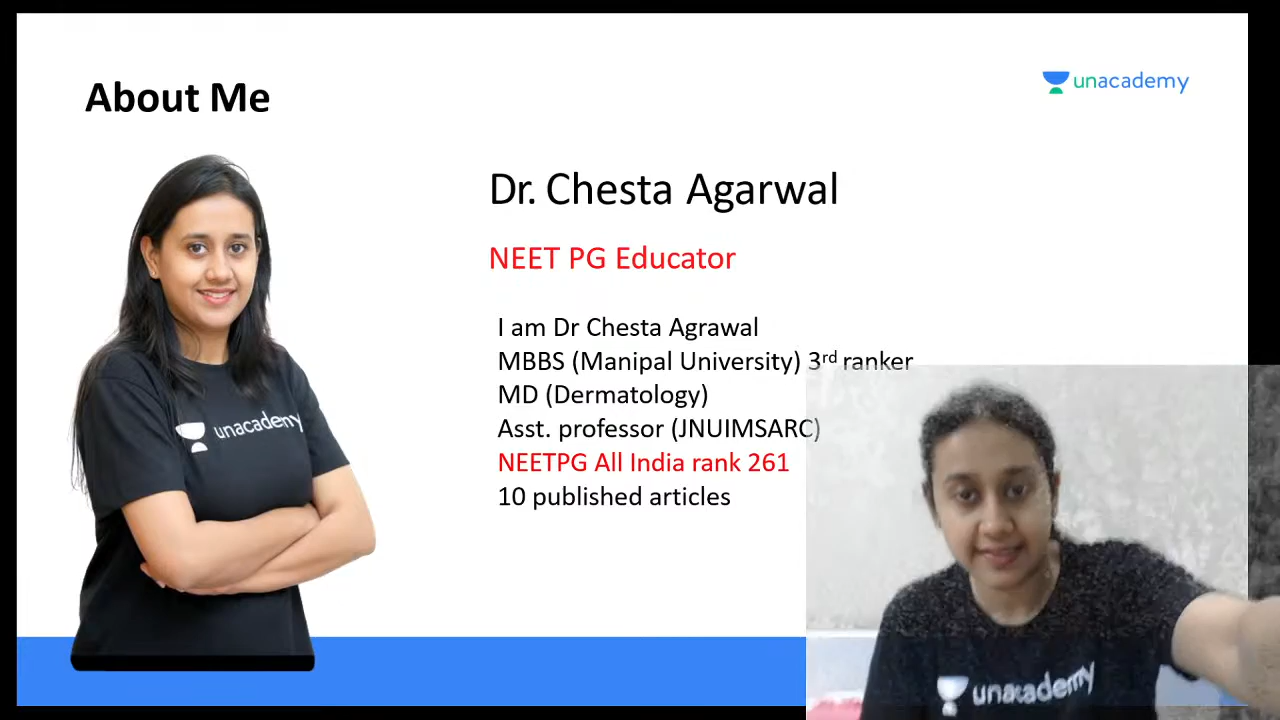 About Me
unacademy
Dr. Chesta Agarwal
NEET PG Educator
I am Dr Chesta Agrawal
MBBS (Manipal University) 3rd ranker
MD (Dermatology)
Asst. professor (JNUIMSARC)
NEETPG All India rank 261
10 published articles
unacademy
unacademy